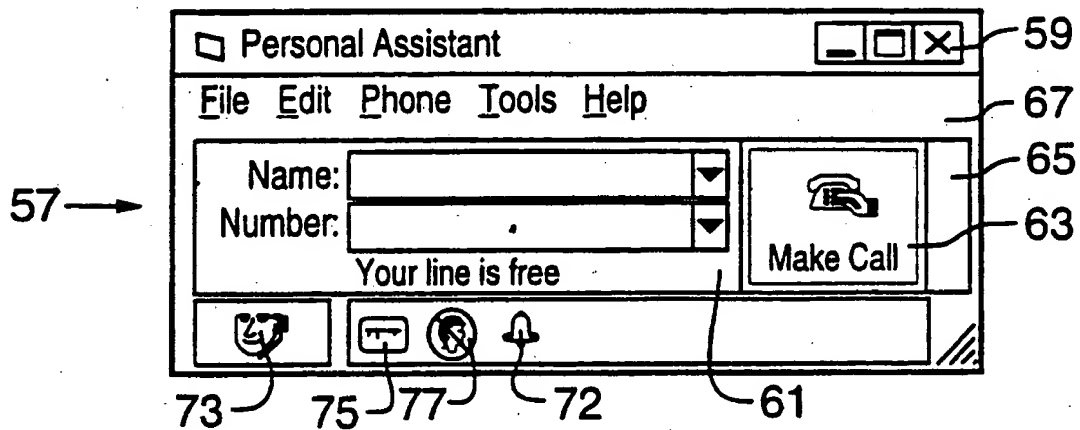 Personal Assistant 59
File Edit Phone Tools Help 67
Name: 65
57
Number: 63
Make Call
Your line is free
73 75 77 72 61